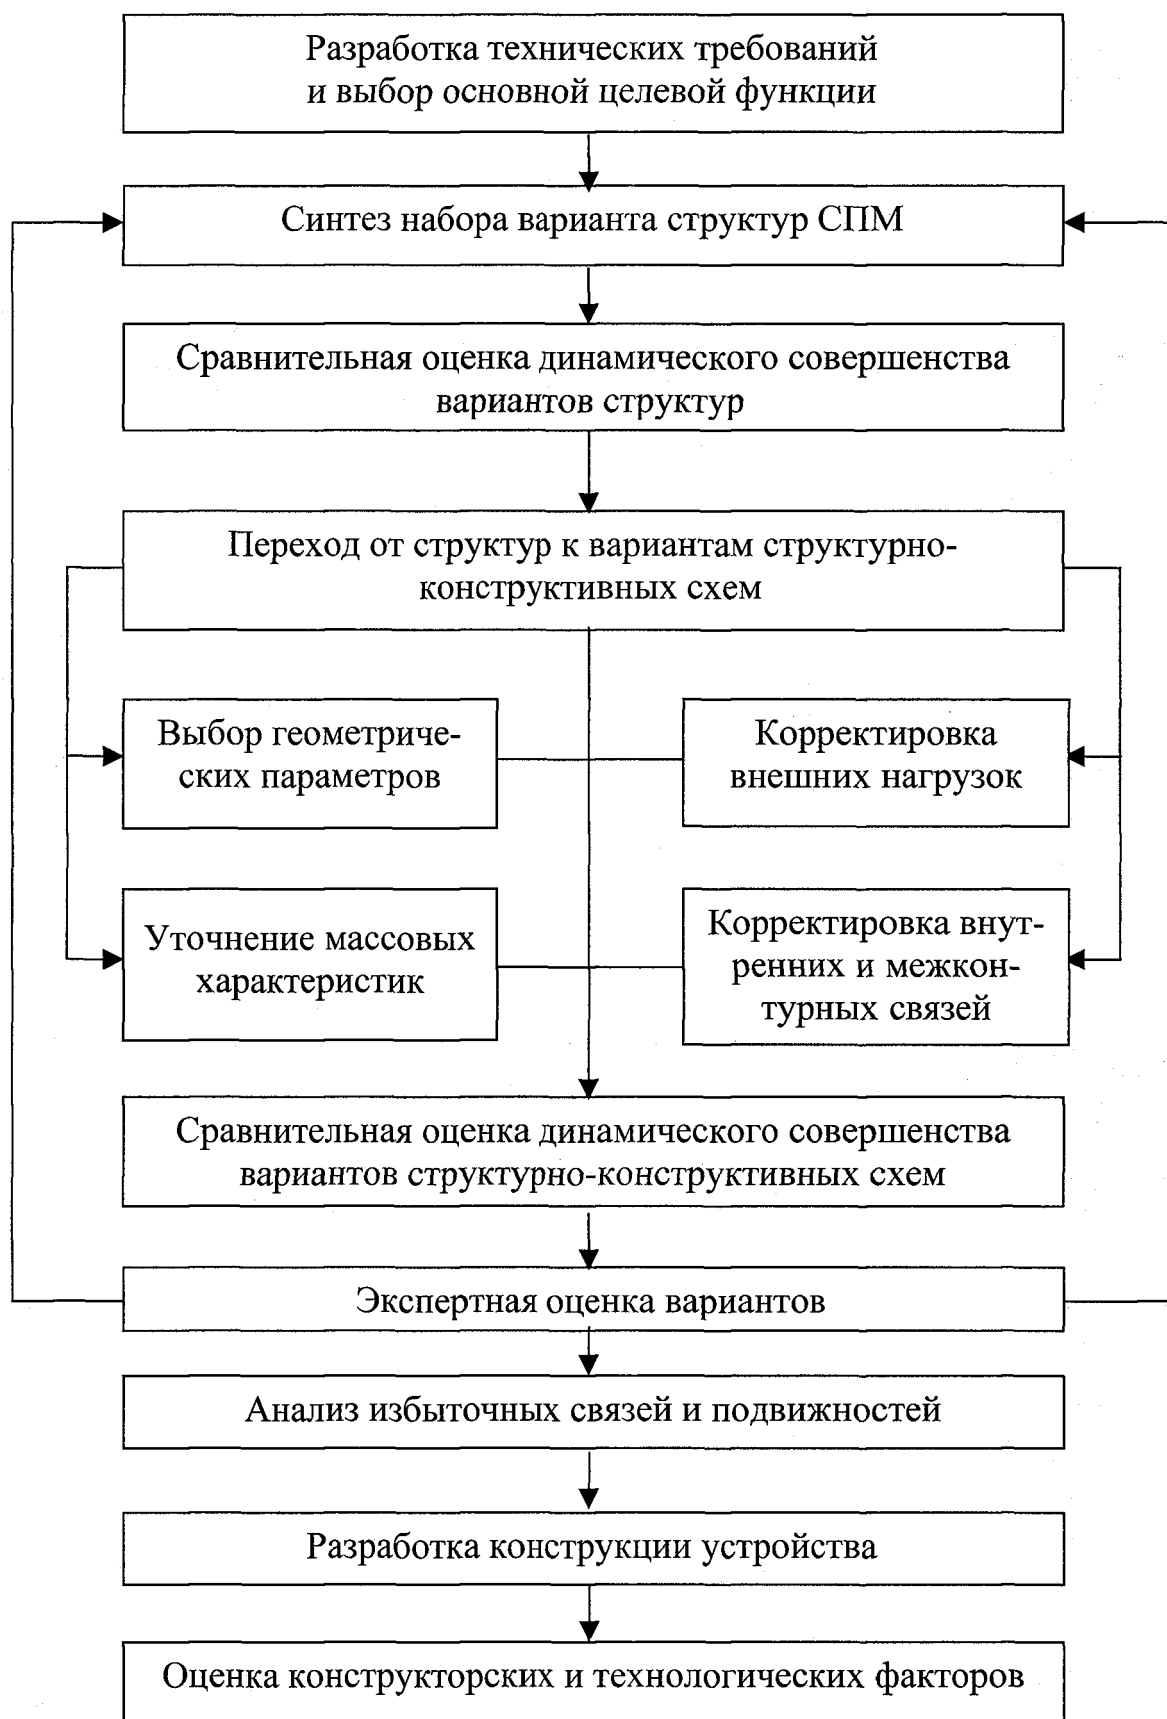 Разработка технических требований
и выбор основной целевой функции
Синтез набора варианта структур СПМ
Сравнительная оценка динамического совершенства
вариантов структур
Переход от структур к вариантам структурно-
конструктивных схем
Выбор геометриче-
ских параметров
Корректировка
внешних нагрузок
Уточнение массовых
характеристик
Корректировка внут-
ренних и межкон-
турных связей
Сравнительная оценка динамического совершенства
вариантов структурно-конструктивных схем
Экспертная оценка вариантов
Анализ избыточных связей и подвижностей
Разработка конструкции устройства
Оценка конструкторских и технологических факторов